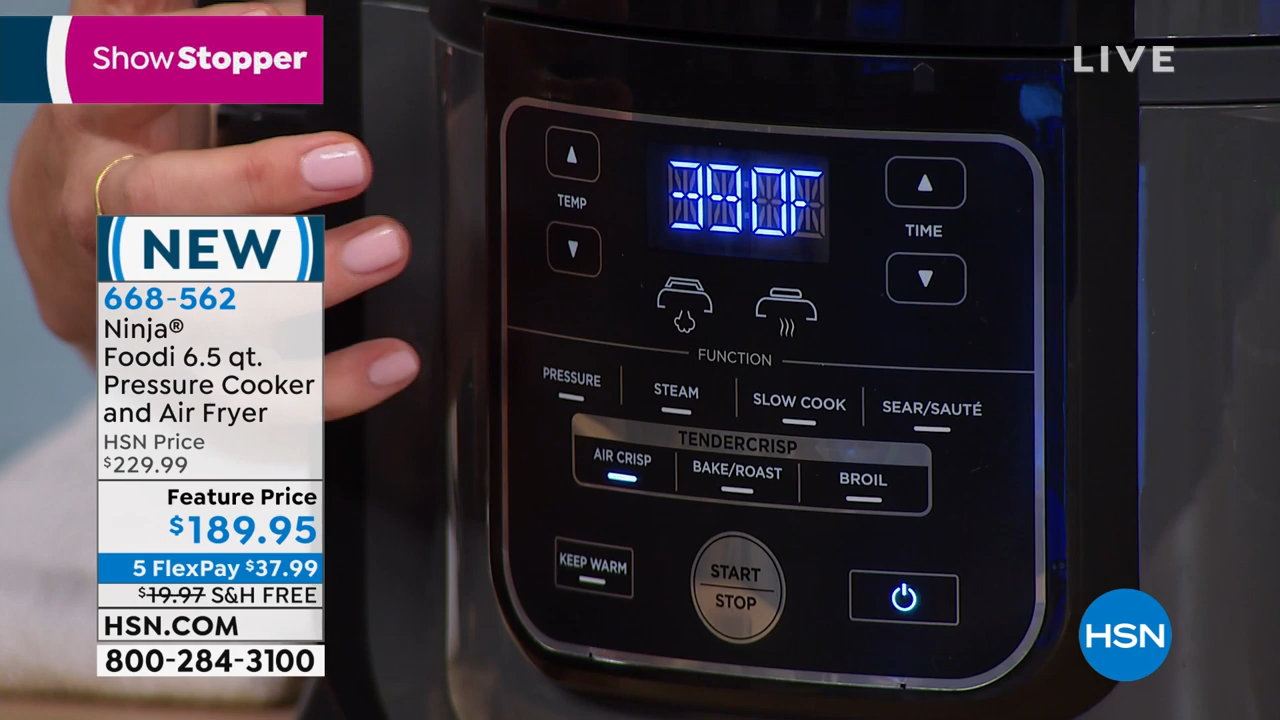 ShowStopper
LIVE
NEW
668-562
Ninja®
Foodi 6.5 qt.
Pressure Cooker
and Air Fryer
HSN Price
$229.99
Feature Price
$189.95
5 FlexPay $37.99
$19.97 S&H FREE
HSN.COM
800-284-3100
390F
TEMP
TIME
FUNCTION
PRESSURE
STEAM
SLOW COOK
SEAR/SAUTÉ
TENDERCRISP
AIR CRISP
BAKE/ROAST
BROIL
KEEP WARM
START
STOP
HSN